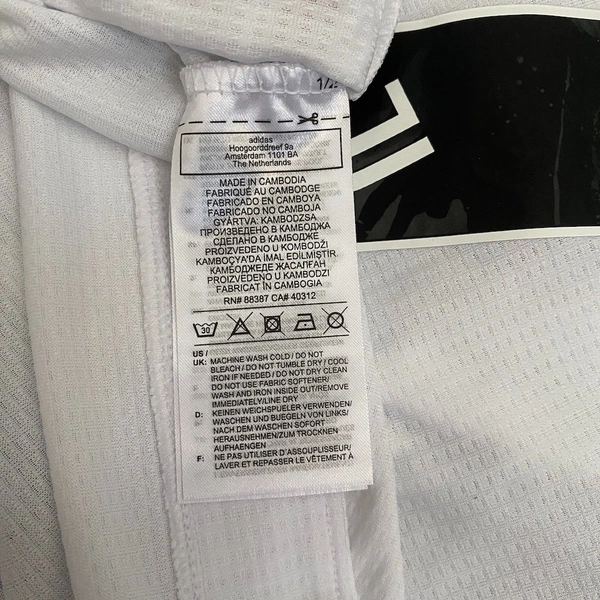 1/2
adidas
Hoogoorddreef 9a
Amsterdam 1101 BA
The Netherlands
MADE IN CAMBODIA
FABRIQUÉ AU CAMBODGE
FABRICADO EN CAMBOYA
FABRICADO NO CAMBOJA
GYÁRTVA: KAMBODZSA
ПРОИЗВЕДЕНО В КАМБОДЖА
СДЕЛАНО В КАМБОДЖЕ
PROIZVEDENO U KOMBODŽI
KAMBOÇYA'DA İMAL EDİLMİŞTİR.
КАМБОДЖЕДЕ ЖАСАЛҒАН
PROIZVEDENO U KAMBODZI
FABRICAT ÎN CAMBOGIA
RN# 88387 CA# 40312
30
US /
UK: MACHINE WASH COLD / DO NOT
BLEACH / DO NOT TUMBLE DRY / COOL
IRON IF NEEDED / DO NOT DRY CLEAN
DO NOT USE FABRIC SOFTENER/
WASH AND IRON INSIDE OUT/REMOVE
IMMEDIATELY/LINE DRY
D: KEINEN WEICHSPUELER VERWENDEN/
WASCHEN UND BUEGELN VON LINKS/
NACH DEM WASCHEN SOFORT
HERAUSNEHMEN/ZUM TROCKNEN
AUFHAENGEN
F: NE PAS UTILISER D'ASSOUPLISSEUR/
LAVER ET REPASSER LE VÊTEMENT À